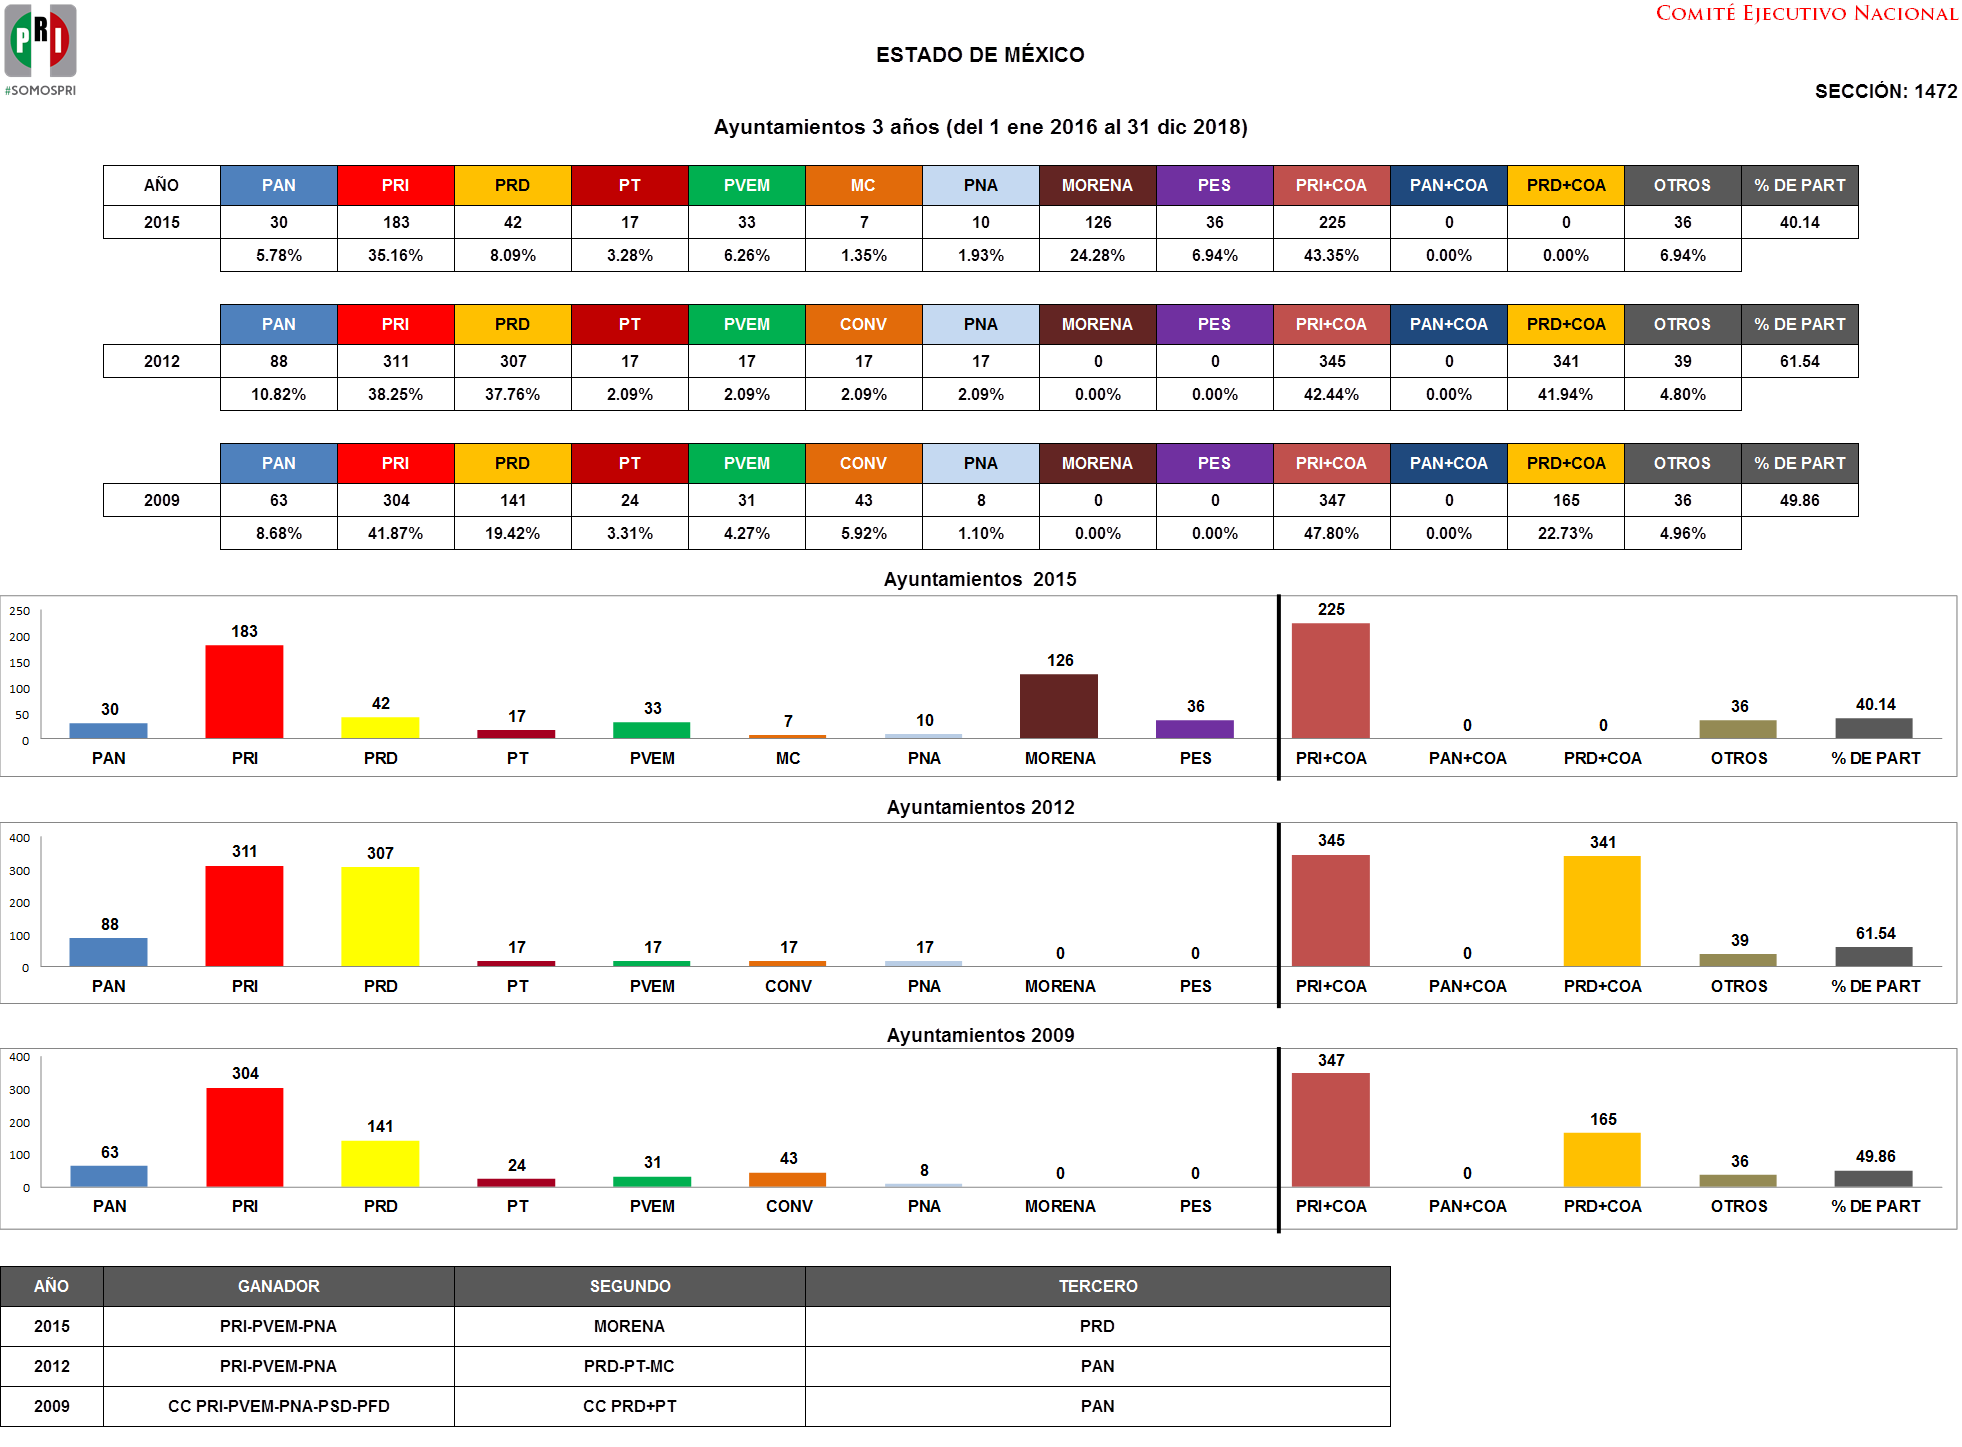 PRI
#SOMOSPRI
COMITÉ EJECUTIVO NACIONAL
ESTADO DE MÉXICO
SECCIÓN: 1472
Ayuntamientos 3 años (del 1 ene 2016 al 31 dic 2018)
AÑO PAN PRI PRD PT PVEM MC PNA MORENA PES PRI+COA PAN+COA PRD+COA OTROS % DE PART
2015 30 183 42 17 33 7 10 126 36 225 0 0 36 40.14
5.78% 35.16% 8.09% 3.28% 6.26% 1.35% 1.93% 24.28% 6.94% 43.35% 0.00% 0.00% 6.94%
PAN PRI PRD PT PVEM CONV PNA MORENA PES PRI+COA PAN+COA PRD+COA OTROS % DE PART
2012 88 311 307 17 17 17 17 0 0 345 0 341 39 61.54
10.82% 38.25% 37.76% 2.09% 2.09% 2.09% 2.09% 0.00% 0.00% 42.44% 0.00% 41.94% 4.80%
PAN PRI PRD PT PVEM CONV PNA MORENA PES PRI+COA PAN+COA PRD+COA OTROS % DE PART
2009 63 304 141 24 31 43 8 0 0 347 0 165 36 49.86
8.68% 41.87% 19.42% 3.31% 4.27% 5.92% 1.10% 0.00% 0.00% 47.80% 0.00% 22.73% 4.96%
Ayuntamientos 2015
250
200
150
100
50
0
30 183 42 17 33 7 10 126 36 225 0 0 36 40.14
PAN PRI PRD PT PVEM MC PNA MORENA PES PRI+COA PAN+COA PRD+COA OTROS % DE PART
Ayuntamientos 2012
400
300
200
100
0
88 311 307 17 17 17 17 0 0 345 0 341 39 61.54
PAN PRI PRD PT PVEM CONV PNA MORENA PES PRI+COA PAN+COA PRD+COA OTROS % DE PART
Ayuntamientos 2009
400
300
200
100
0
63 304 141 24 31 43 8 0 0 347 0 165 36 49.86
PAN PRI PRD PT PVEM CONV PNA MORENA PES PRI+COA PAN+COA PRD+COA OTROS % DE PART
AÑO GANADOR SEGUNDO TERCERO
2015 PRI-PVEM-PNA MORENA PRD
2012 PRI-PVEM-PNA PRD-PT-MC PAN
2009 CC PRI-PVEM-PNA-PSD-PFD CC PRD+PT PAN